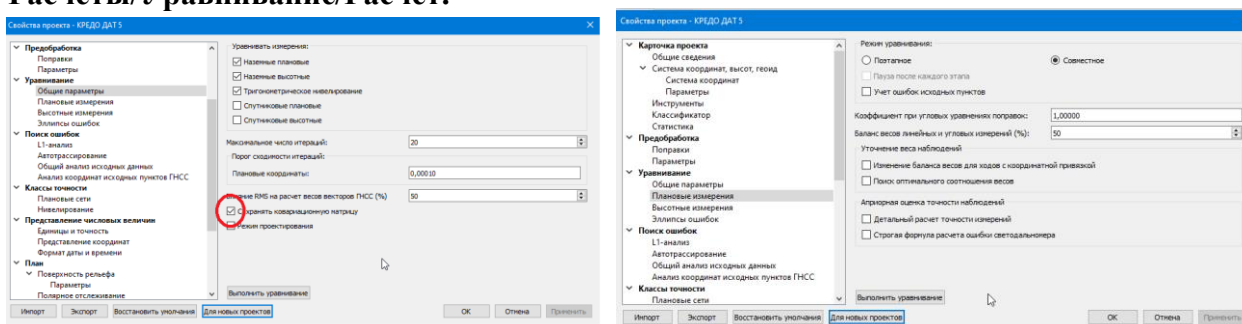 Расчеты/Уравнивание/Расчет.
Свойства проекта - КРЕДО ДАТ 5
Предобработка
Поправки
Параметры
Уравнивание
Общие параметры
Плановые измерения
Высотные измерения
Эллипсы ошибок
Поиск ошибок
L1-анализ
Автотрассирование
Общий анализ исходных данных
Анализ координат исходных пунктов ГНСС
Классы точности
Плановые сети
Нивелирование
Представление числовых величин
Единицы и точность
Представление координат
Формат даты и времени
План
Поверхность рельефа
Параметры
Полярное отслеживание
Уравнивать измерения:
Наземные плановые
Наземные высотные
Тригонометрическое нивелирование
Спутниковые плановые
Спутниковые высотные
Максимальное число итераций: 20
Порог сходимости итераций:
Плановые координаты: 0,00010
RMS на расчет весов векторов ГНСС (%) 50
Сохранять ковариационную матрицу
Режим проектирования
Выполнить уравнивание
Импорт Экспорт Восстановить умолчания Для новых проектов ОК Отмена Применить
Свойства проекта - КРЕДО ДАТ 5
Карточка проекта
Общие сведения
Система координат, высот, геоид
Система координат
Параметры
Инструменты
Классификатор
Статистика
Предобработка
Поправки
Параметры
Уравнивание
Общие параметры
Плановые измерения
Высотные измерения
Эллипсы ошибок
Поиск ошибок
L1-анализ
Автотрассирование
Общий анализ исходных данных
Анализ координат исходных пунктов ГНСС
Классы точности
Плановые сети
Режим уравнивания:
Поэтапное Совместное
Пауза после каждого этапа
Учет ошибок исходных пунктов
Коэффициент при угловых уравнениях поправок: 1,00000
Баланс весов линейных и угловых измерений (%): 50
Уточнение веса наблюдений
Изменение баланса весов для ходов с координатной привязкой
Поиск оптимального соотношения весов
Априорная оценка точности наблюдений
Детальный расчет точности измерений
Строгая формула расчета ошибки светодальномера
Выполнить уравнивание
Импорт Экспорт Восстановить умолчания Для новых проектов ОК Отмена Применить